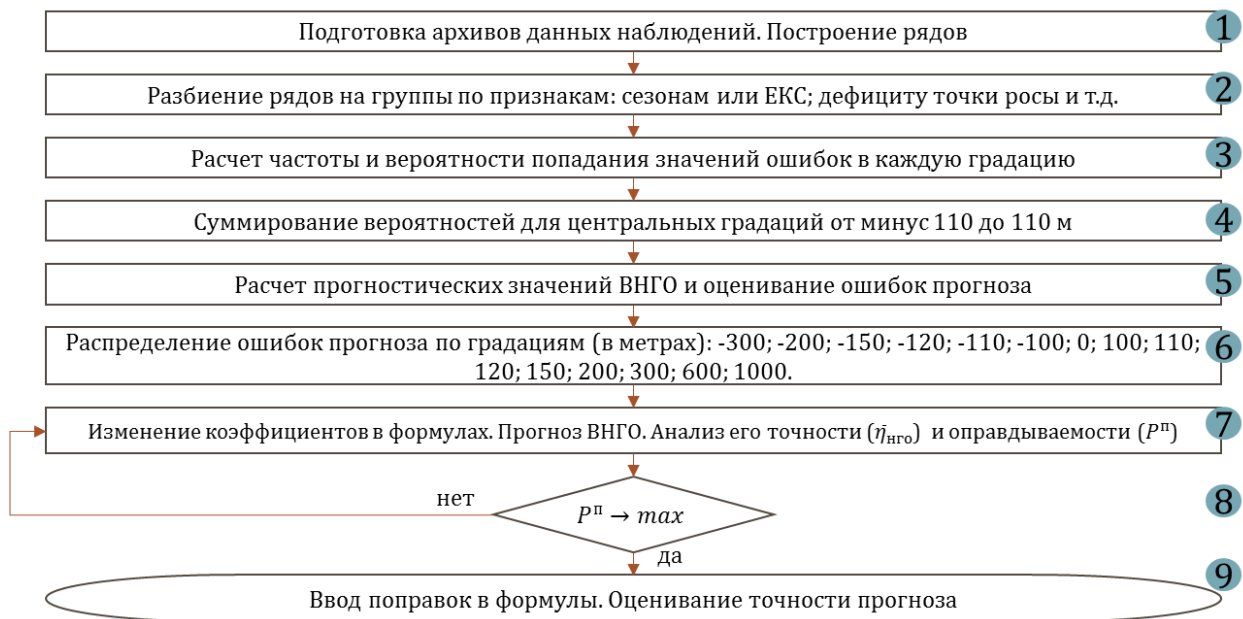 Подготовка архивов данных наблюдений. Построение рядов
1
Разбиение рядов на группы по признакам: сезонам или ЕКС; дефициту точки росы и т.д.
2
Расчет частоты и вероятности попадания значений ошибок в каждую градацию
3
Суммирование вероятностей для центральных градаций от минус 110 до 110 м
4
Расчет прогностических значений ВНГО и оценивание ошибок прогноза
5
Распределение ошибок прогноза по градациям (в метрах): -300; -200; -150; -120; -110; -100; 0; 100; 110;
120; 150; 200; 300; 600; 1000.
6
Изменение коэффициентов в формулах. Прогноз ВНГО. Анализ его точности (η̄нго) и оправдываемости (Pᴨ)
7
нет
Pᴨ → max
8
да
9
Ввод поправок в формулы. Оценивание точности прогноза